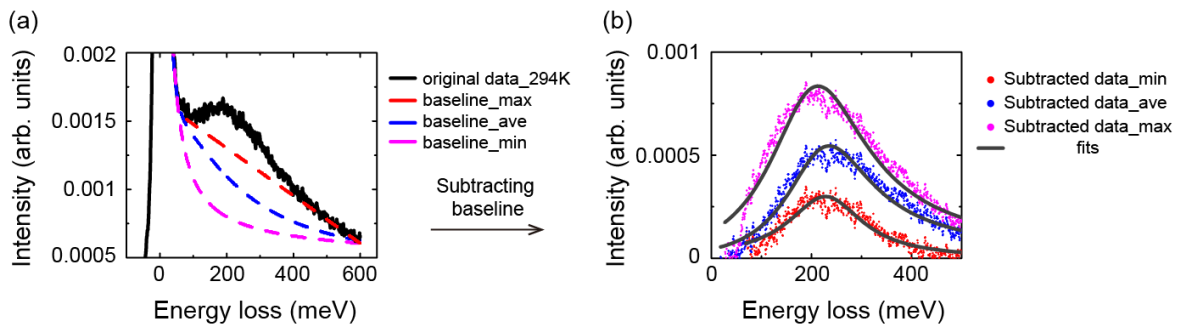 (a)
Intensity (arb. units)
0.002
0.0015
0.001
0.0005
0
200
400
600
Energy loss (meV)
original data_294K
baseline_max
baseline_ave
baseline_min
Subtracting
baseline
(b)
Intensity (arb. units)
0.001
0.0005
0
0
200
400
Energy loss (meV)
Subtracted data_min
Subtracted data_ave
Subtracted data_max
fits